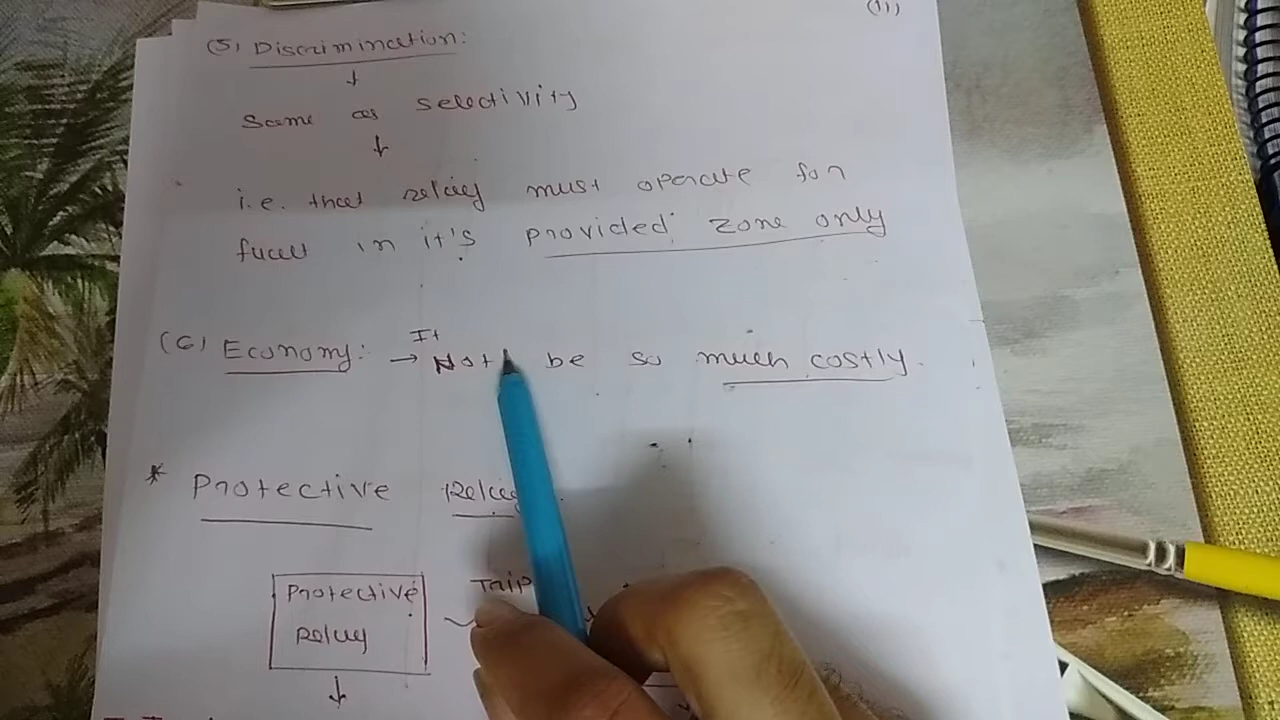 (11)
(5) Discrimination:
Same as selectivity
i.e. that relay must operate for
fault in it's provided zone only
(6) Economy: → It Not be so much costly.
* Protective Relay.
Trip
Protective
Relay